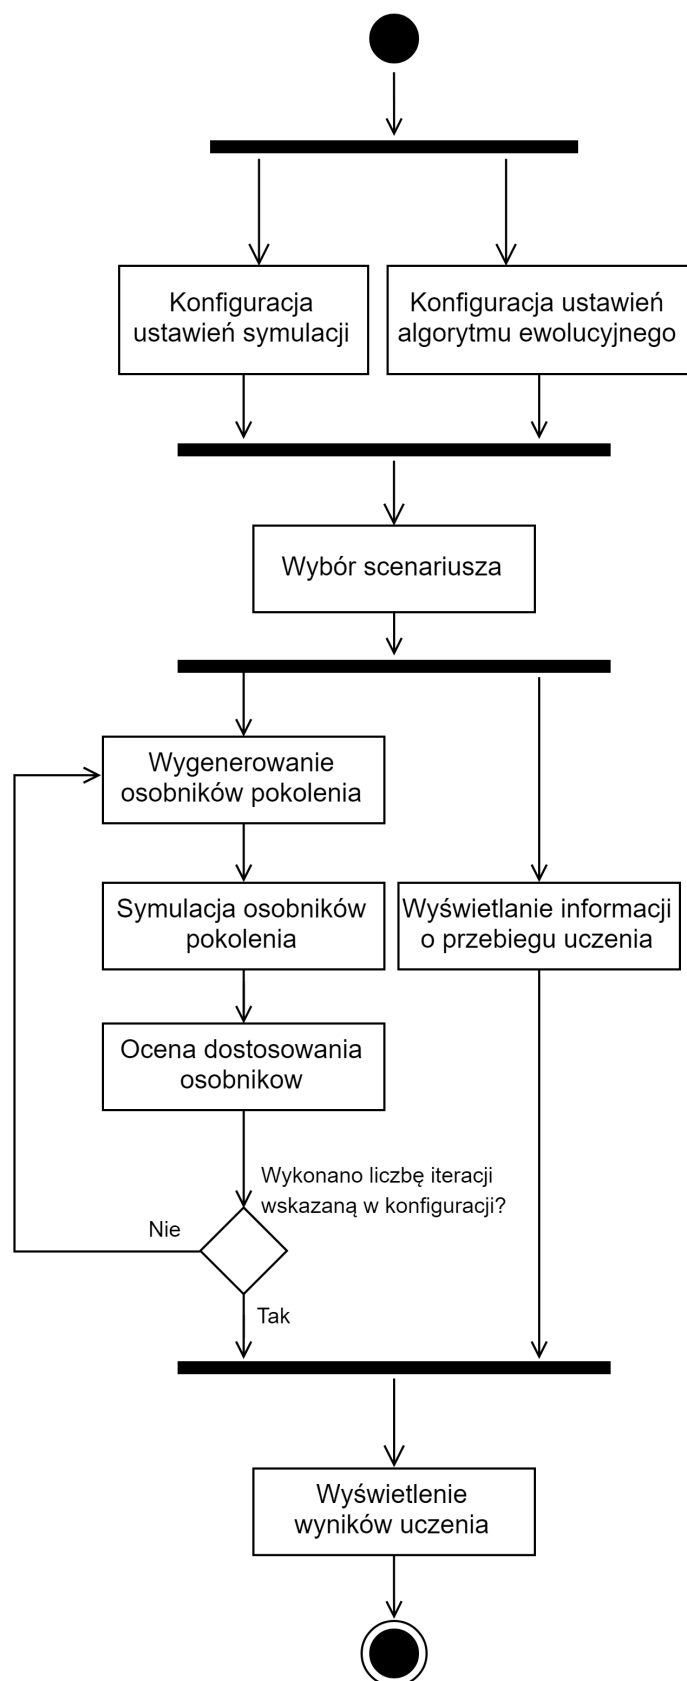 Konfiguracja
ustawień symulacji
Konfiguracja ustawień
algorytmu ewolucyjnego
Wybór scenariusza
Wygenerowanie
osobników pokolenia
Symulacja osobników
pokolenia
Wyświetlanie informacji
o przebiegu uczenia
Ocena dostosowania
osobnikow
Wykonano liczbę iteracji
wskazaną w konfiguracji?
Nie
Tak
Wyświetlenie
wyników uczenia